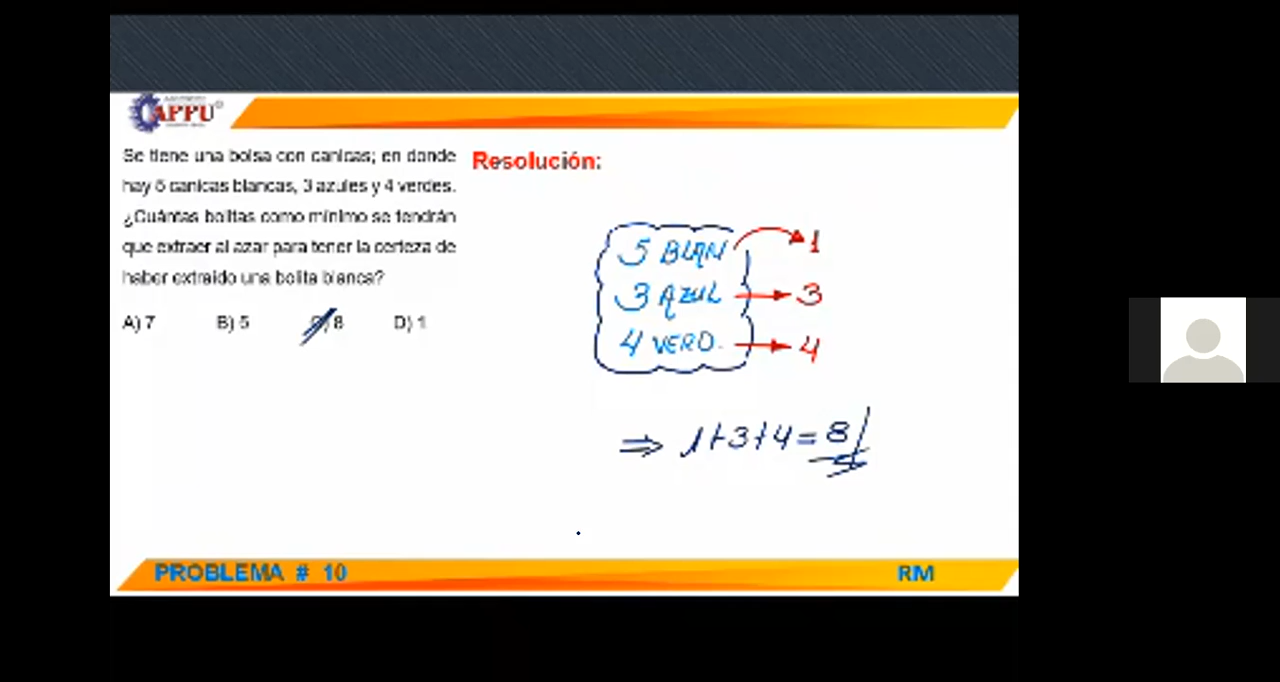 CAPPU
Se tiene una bolsa con canicas; en donde
hay 5 canicas blancas, 3 azules y 4 verdes.
¿Cuántas bolitas como mínimo se tendrán
que extraer al azar para tener la certeza de
haber extraido una bolita blanca?
A) 7 B) 5 C) 8 D) 1
Resolución:
5 BLAN → 1
3 AZUL → 3
4 VERD. → 4
⇒ 1+3+4=8
PROBLEMA # 10
RM